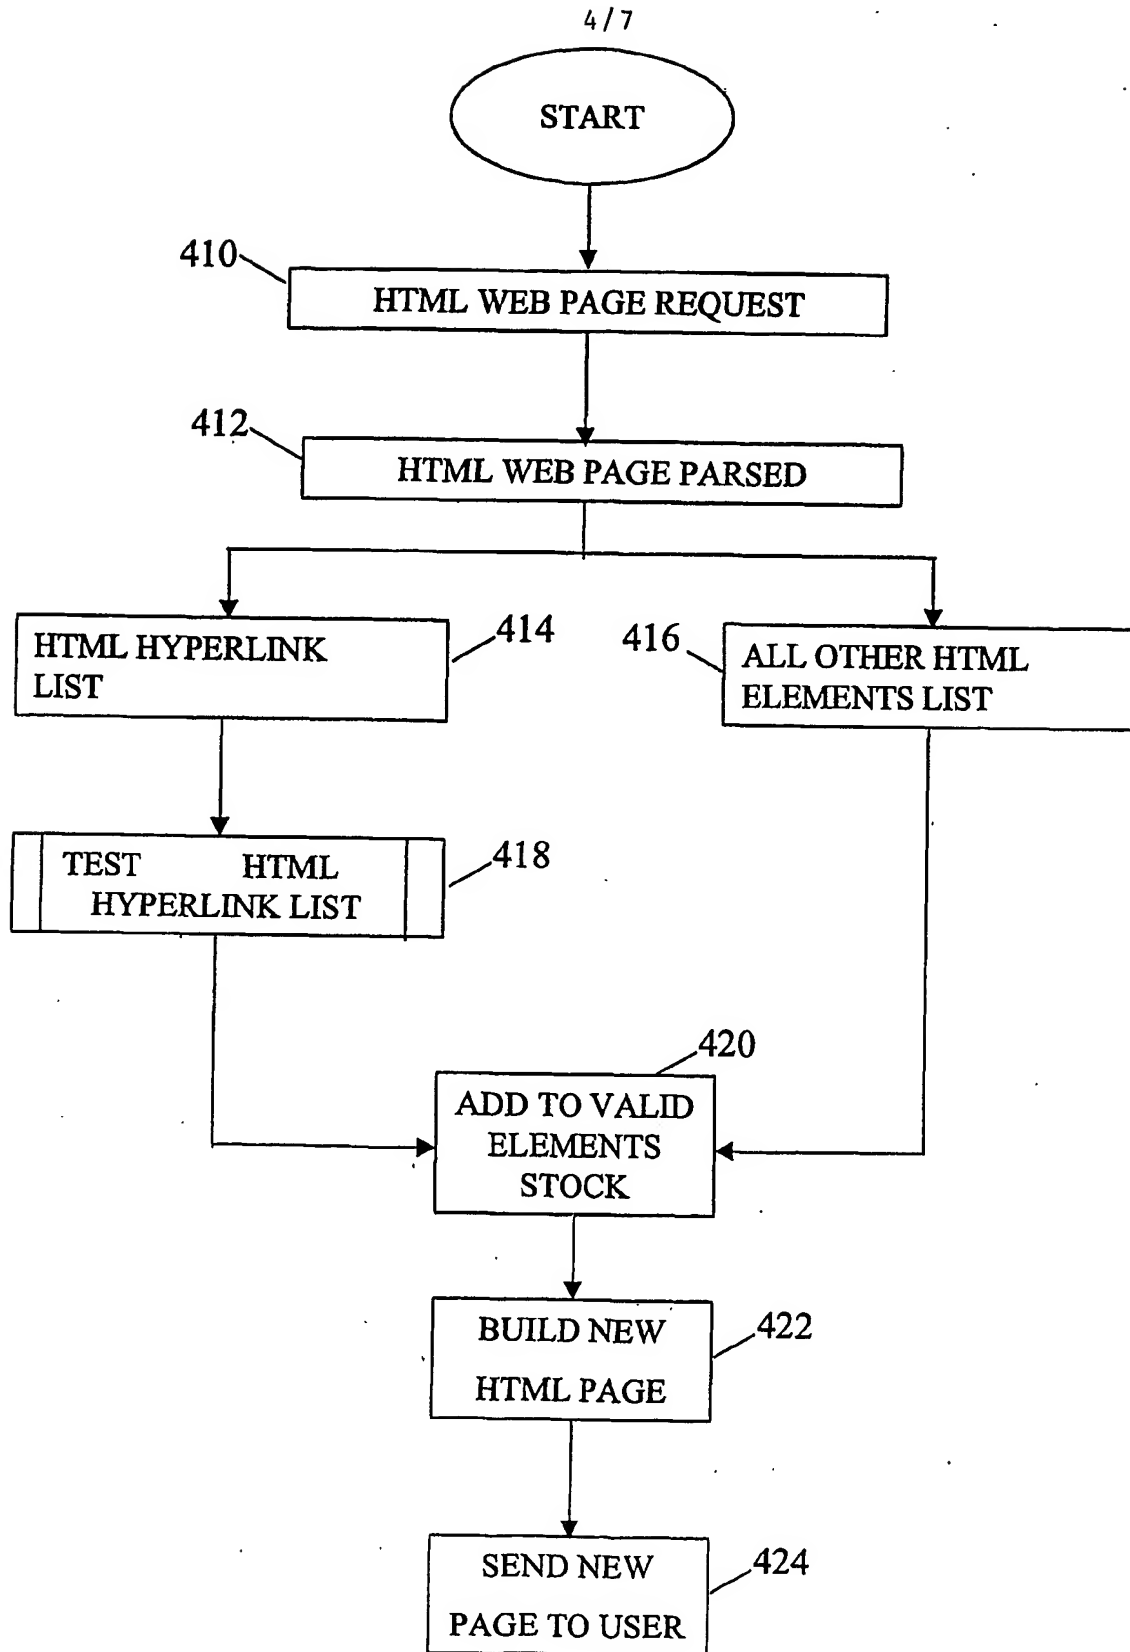 4/7
START
410
HTML WEB PAGE REQUEST
412
HTML WEB PAGE PARSED
HTML HYPERLINK
LIST
414
416
ALL OTHER HTML
ELEMENTS LIST
TEST HTML
HYPERLINK LIST
418
420
ADD TO VALID
ELEMENTS
STOCK
BUILD NEW
HTML PAGE
422
SEND NEW
PAGE TO USER
424